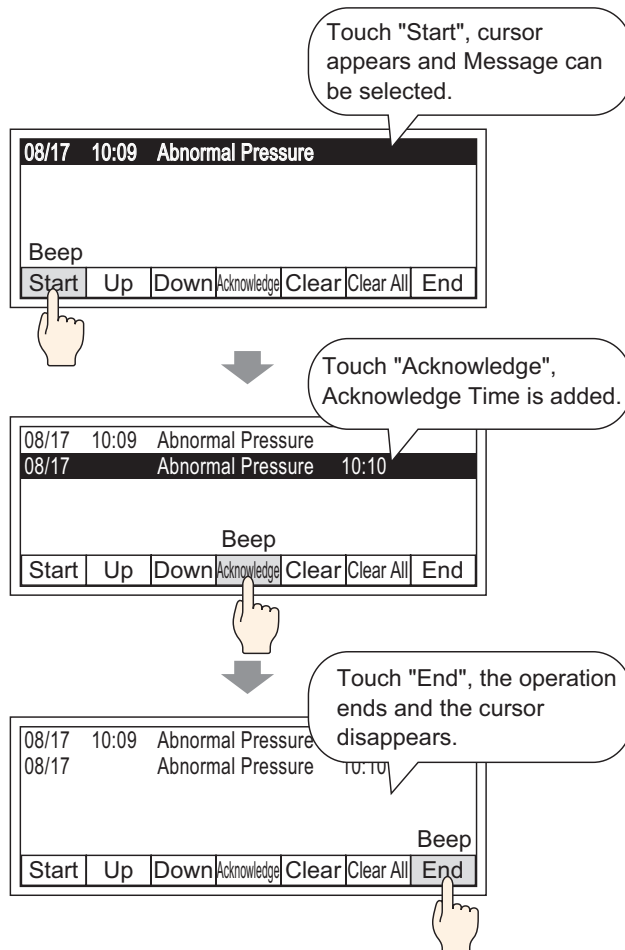 Touch "Start", cursor
appears and Message can
be selected.
08/17 10:09 Abnormal Pressure
Beep
Start Up Down Acknowledge Clear Clear All End
Touch "Acknowledge",
Acknowledge Time is added.
08/17 10:09 Abnormal Pressure
08/17 Abnormal Pressure 10:10
Beep
Start Up Down Acknowledge Clear Clear All End
Touch "End", the operation
ends and the cursor
disappears.
08/17 10:09 Abnormal Pressure
08/17 Abnormal Pressure 10:10
Beep
Start Up Down Acknowledge Clear Clear All End